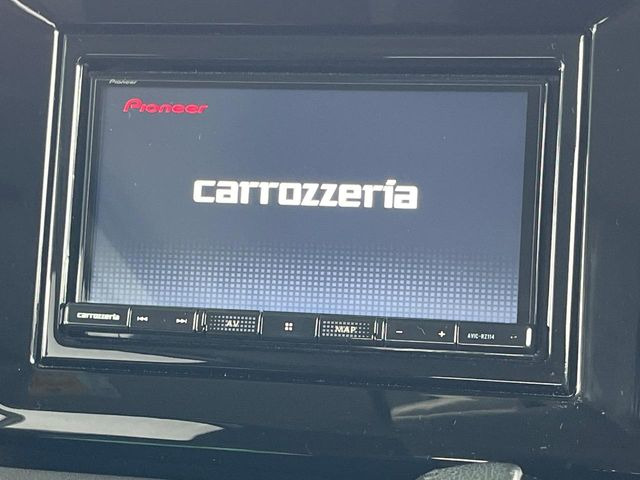 Pioneer
Pioneer
carrozzeria
carrozzeria AV MAP - + AVIC-RZ114